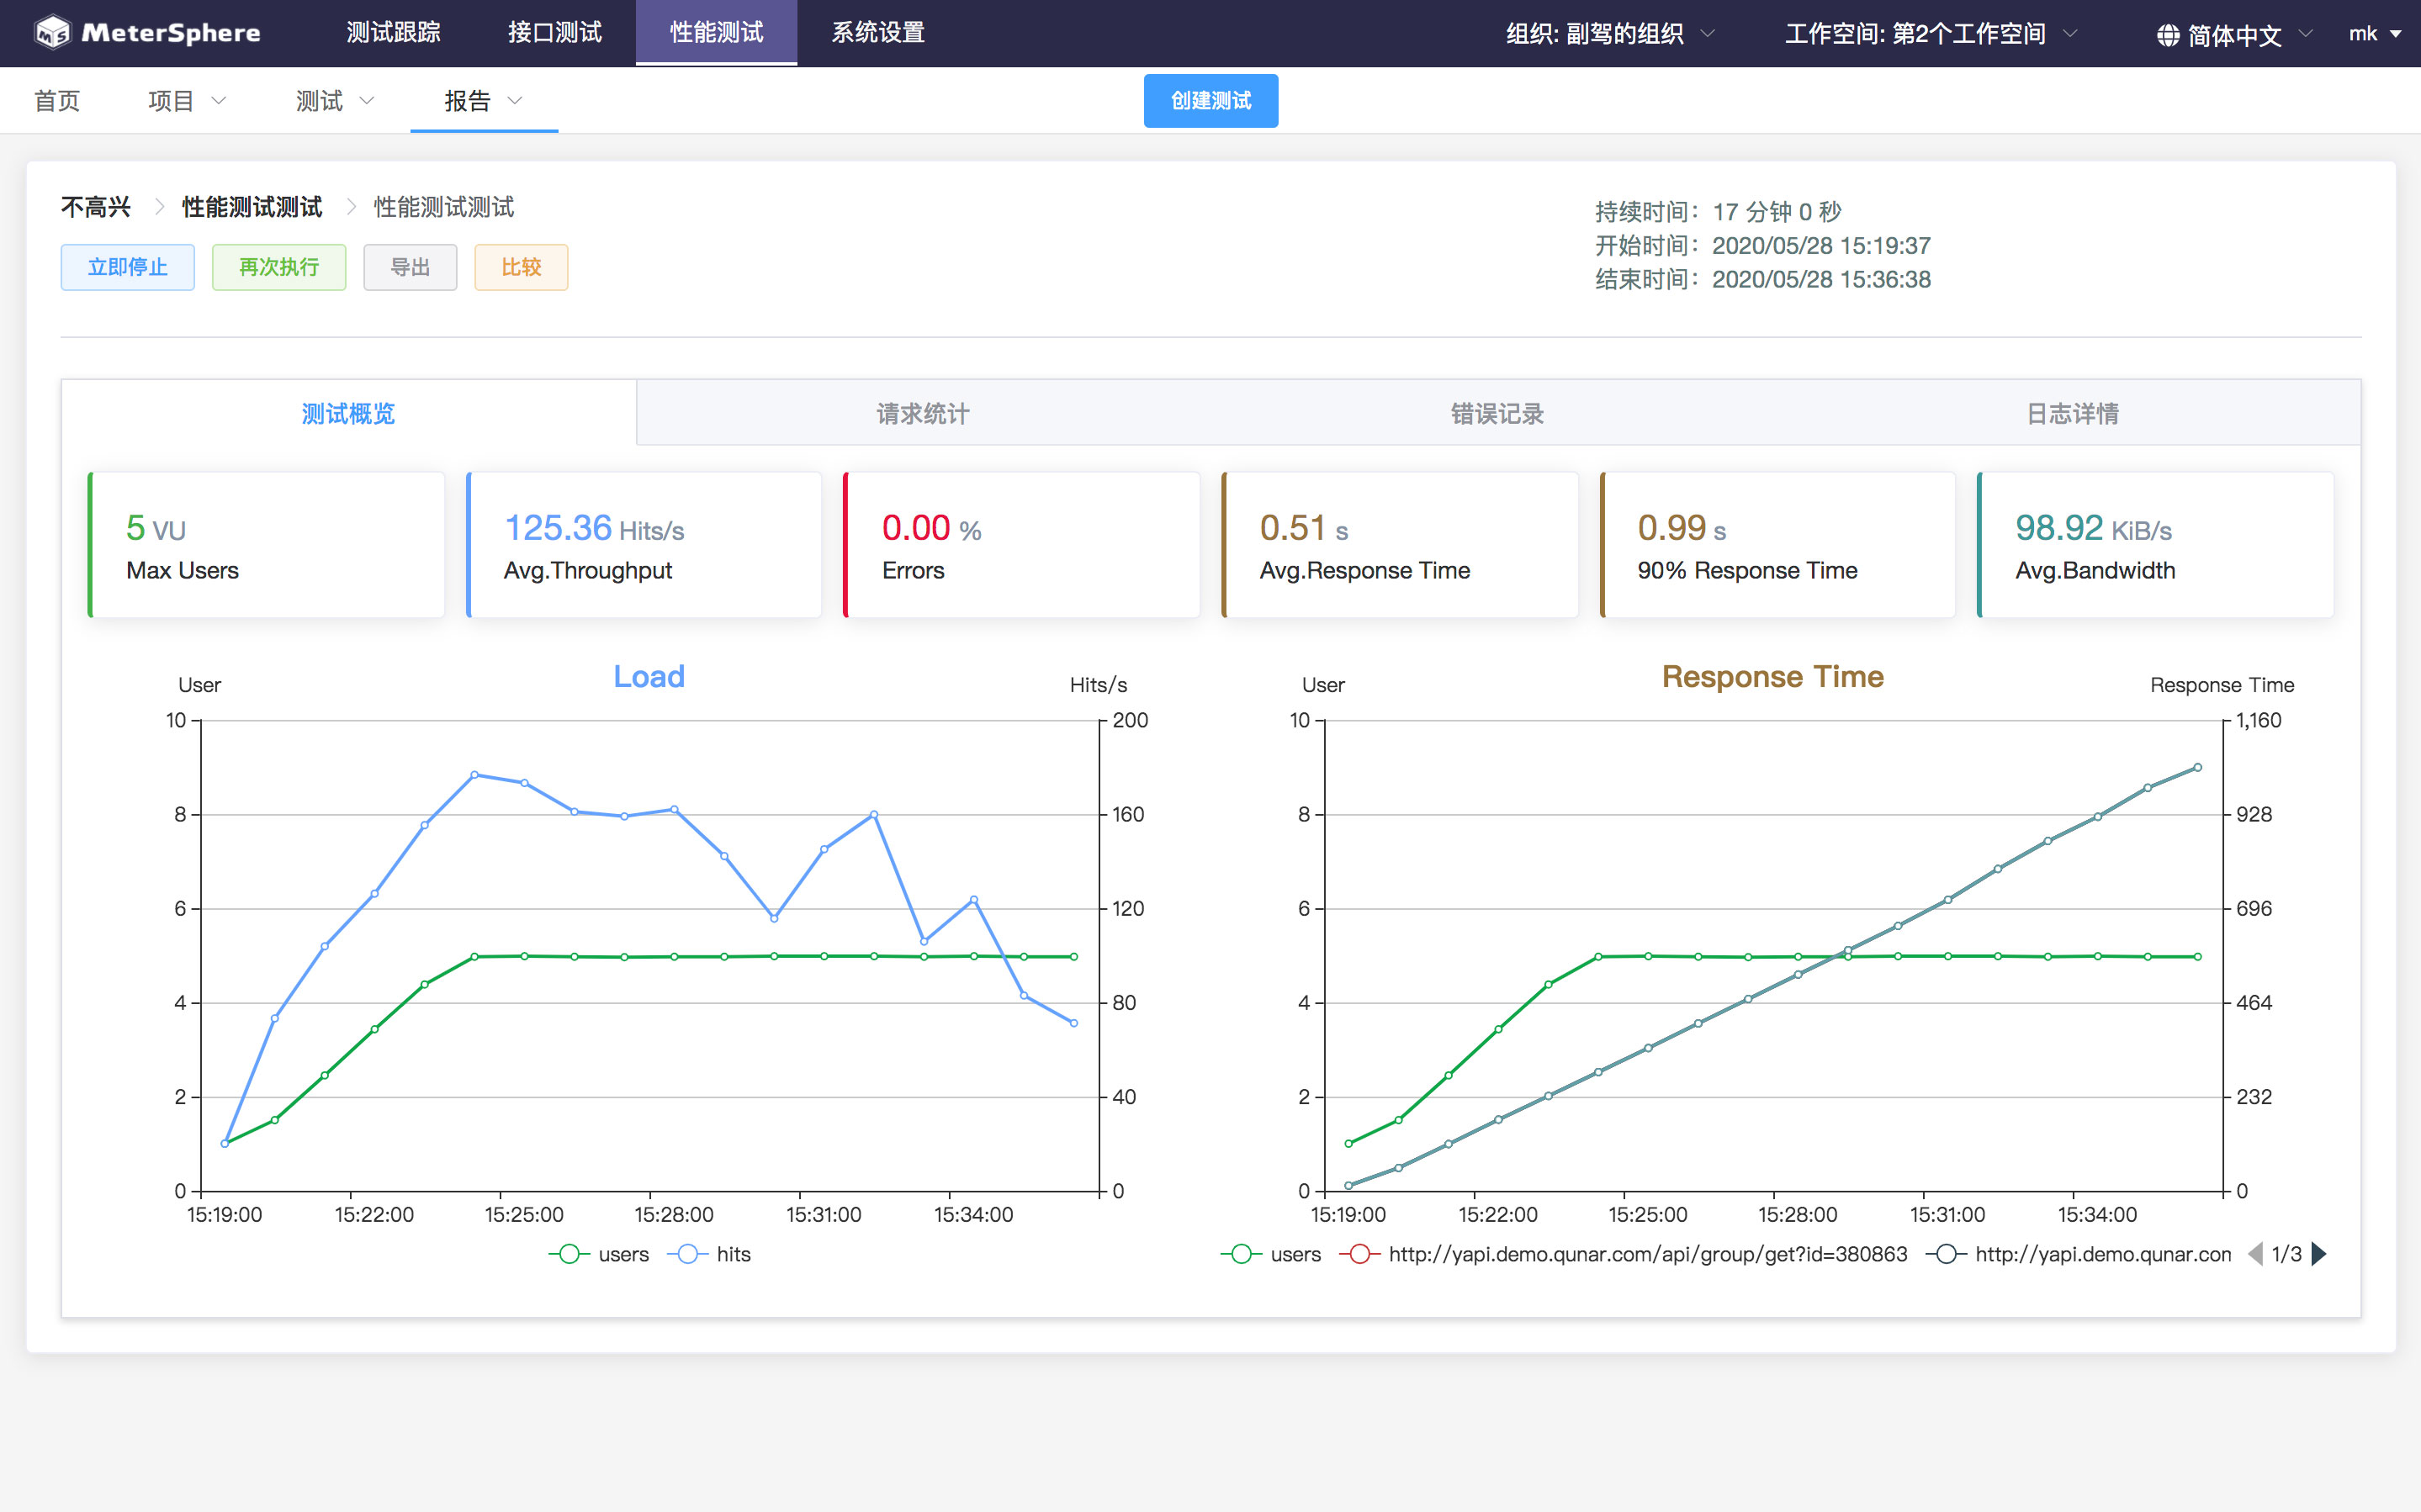 MeterSphere 测试跟踪 接口测试 性能测试 系统设置 组织: 副驾的组织 工作空间: 第2个工作空间 简体中文 mk
首页 项目 测试 报告 创建测试
不高兴 性能测试测试 性能测试测试
立即停止 再次执行 导出 比较
持续时间： 17 分钟 0 秒
开始时间： 2020/05/28 15:19:37
结束时间： 2020/05/28 15:36:38
测试概览 请求统计 错误记录 日志详情
5 VU
Max Users
125.36 Hits/s
Avg.Throughput
0.00 %
Errors
0.51 s
Avg.Response Time
0.99 s
90% Response Time
98.92 KiB/s
Avg.Bandwidth
Load
User Hits/s
10 200
8 160
6 120
4 80
2 40
0 0
15:19:00 15:22:00 15:25:00 15:28:00 15:31:00 15:34:00
users hits
Response Time
User Response Time
10 1,160
8 928
6 696
4 464
2 232
0 0
15:19:00 15:22:00 15:25:00 15:28:00 15:31:00 15:34:00
users http://yapi.demo.qunar.com/api/group/get?id=380863 http://yapi.demo.qunar.con 1/3